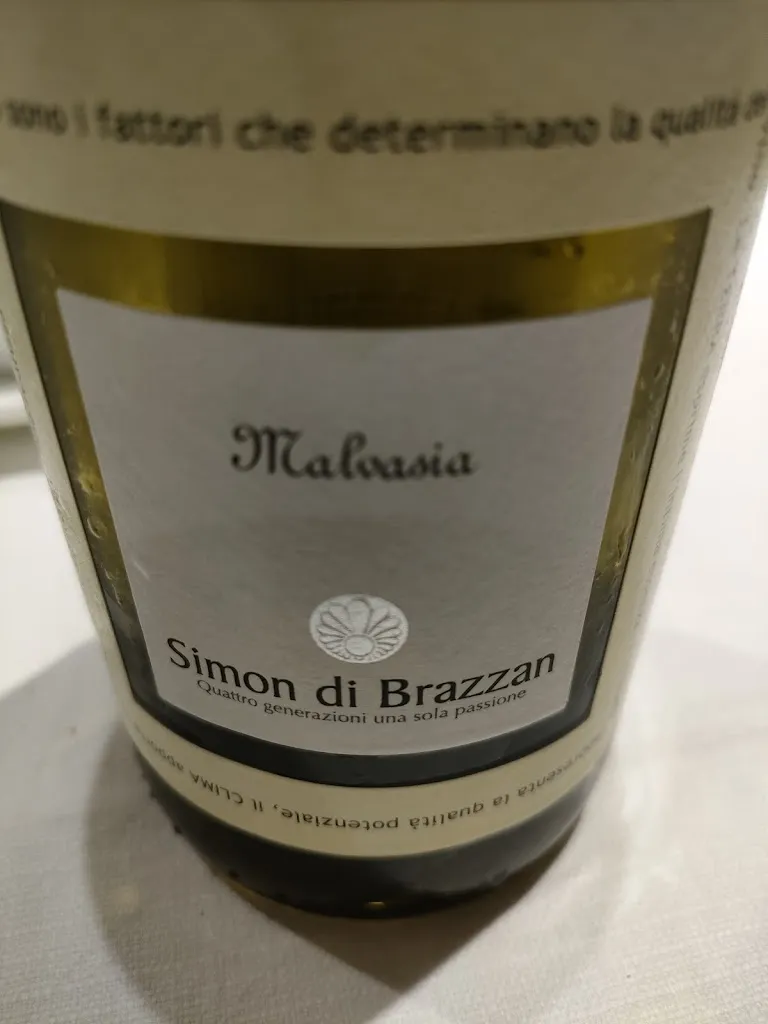 sono i fattori che determinano la qualità
Malvasia
Simon di Brazzan
Quattro generazioni una sola passione
la qualità potenziale, il CLIMA